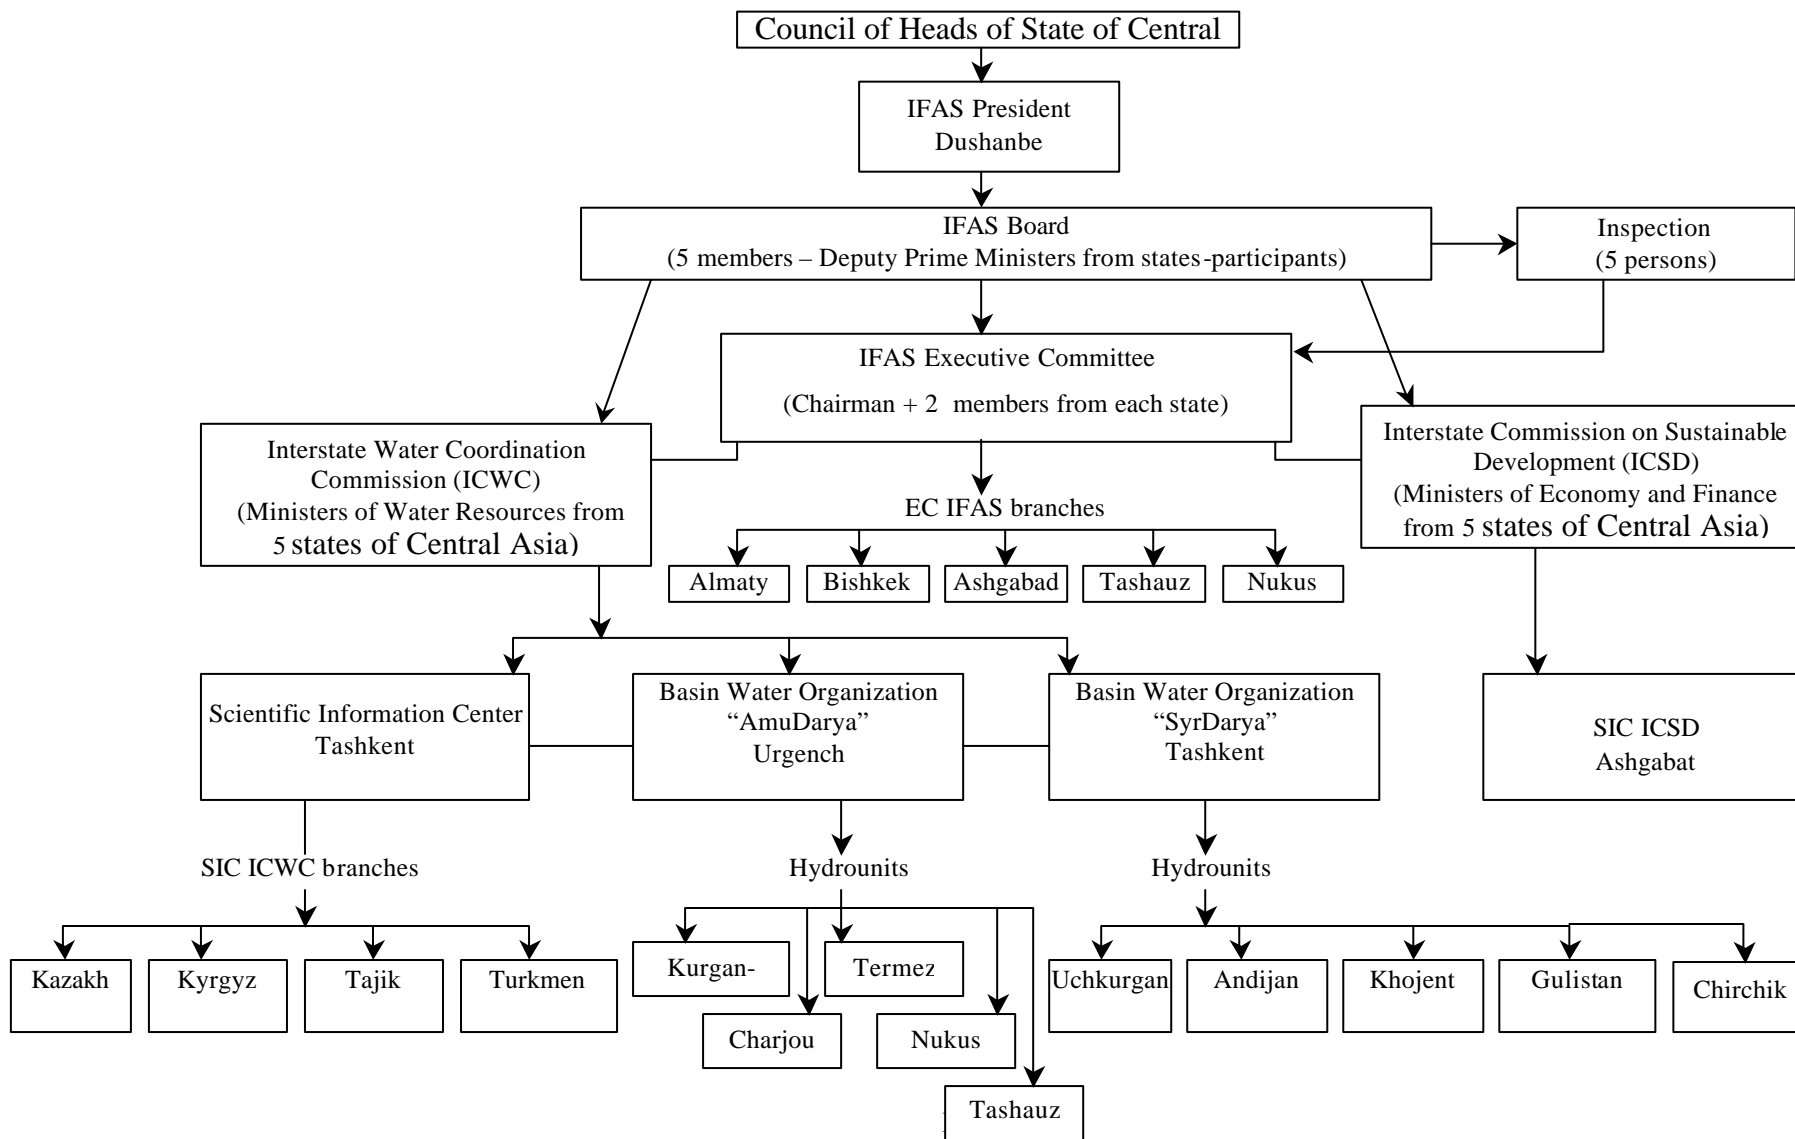 Council of Heads of State of Central
IFAS President
Dushanbe
IFAS Board
(5 members – Deputy Prime Ministers from states-participants)
Inspection
(5 persons)
IFAS Executive Committee
(Chairman + 2 members from each state)
Interstate Water Coordination
Commission (ICWC)
(Ministers of Water Resources from
5 states of Central Asia)
Interstate Commission on Sustainable
Development (ICSD)
(Ministers of Economy and Finance
from 5 states of Central Asia)
EC IFAS branches
Almaty
Bishkek
Ashgabad
Tashauz
Nukus
Scientific Information Center
Tashkent
Basin Water Organization
“AmuDarya”
Urgench
Basin Water Organization
“SyrDarya”
Tashkent
SIC ICSD
Ashgabat
SIC ICWC branches
Hydrounits
Hydrounits
Kazakh
Kyrgyz
Tajik
Turkmen
Kurgan-
Termez
Charjou
Nukus
Tashauz
Uchkurgan
Andijan
Khojent
Gulistan
Chirchik